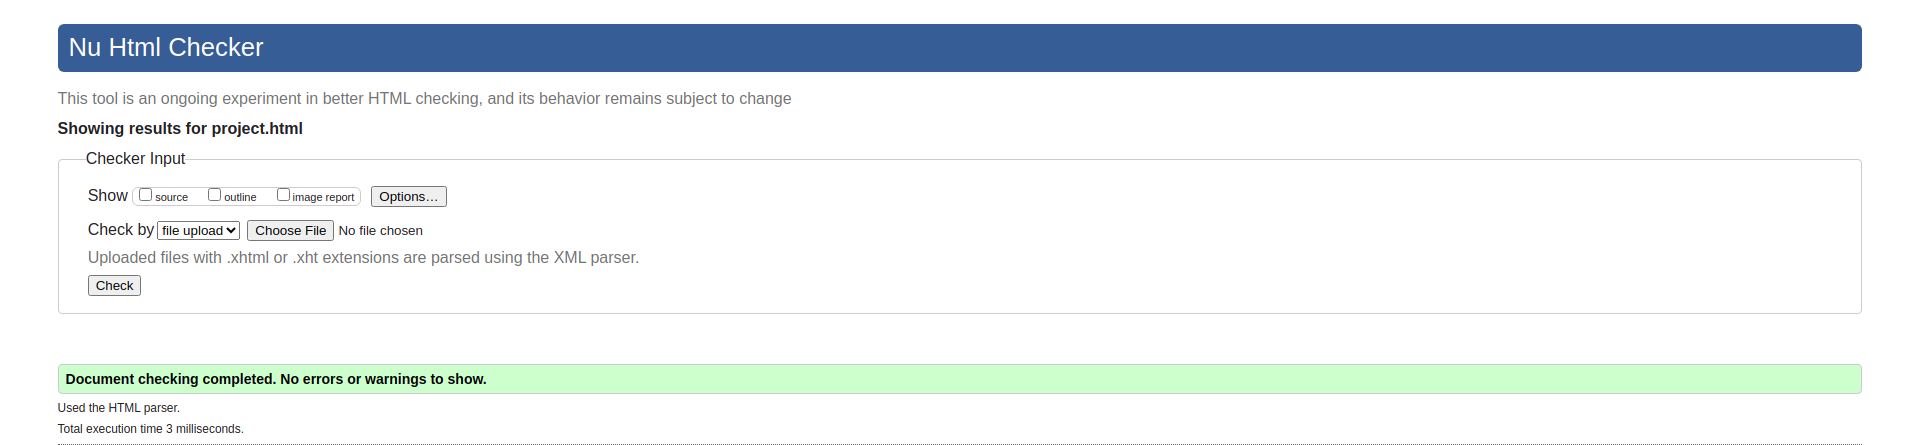 Nu Html Checker
This tool is an ongoing experiment in better HTML checking, and its behavior remains subject to change
Showing results for project.html
Checker Input
Show source outline image report Options...
Check by file upload Choose File No file chosen
Uploaded files with .xhtml or .xht extensions are parsed using the XML parser.
Check
Document checking completed. No errors or warnings to show.
Used the HTML parser.
Total execution time 3 milliseconds.